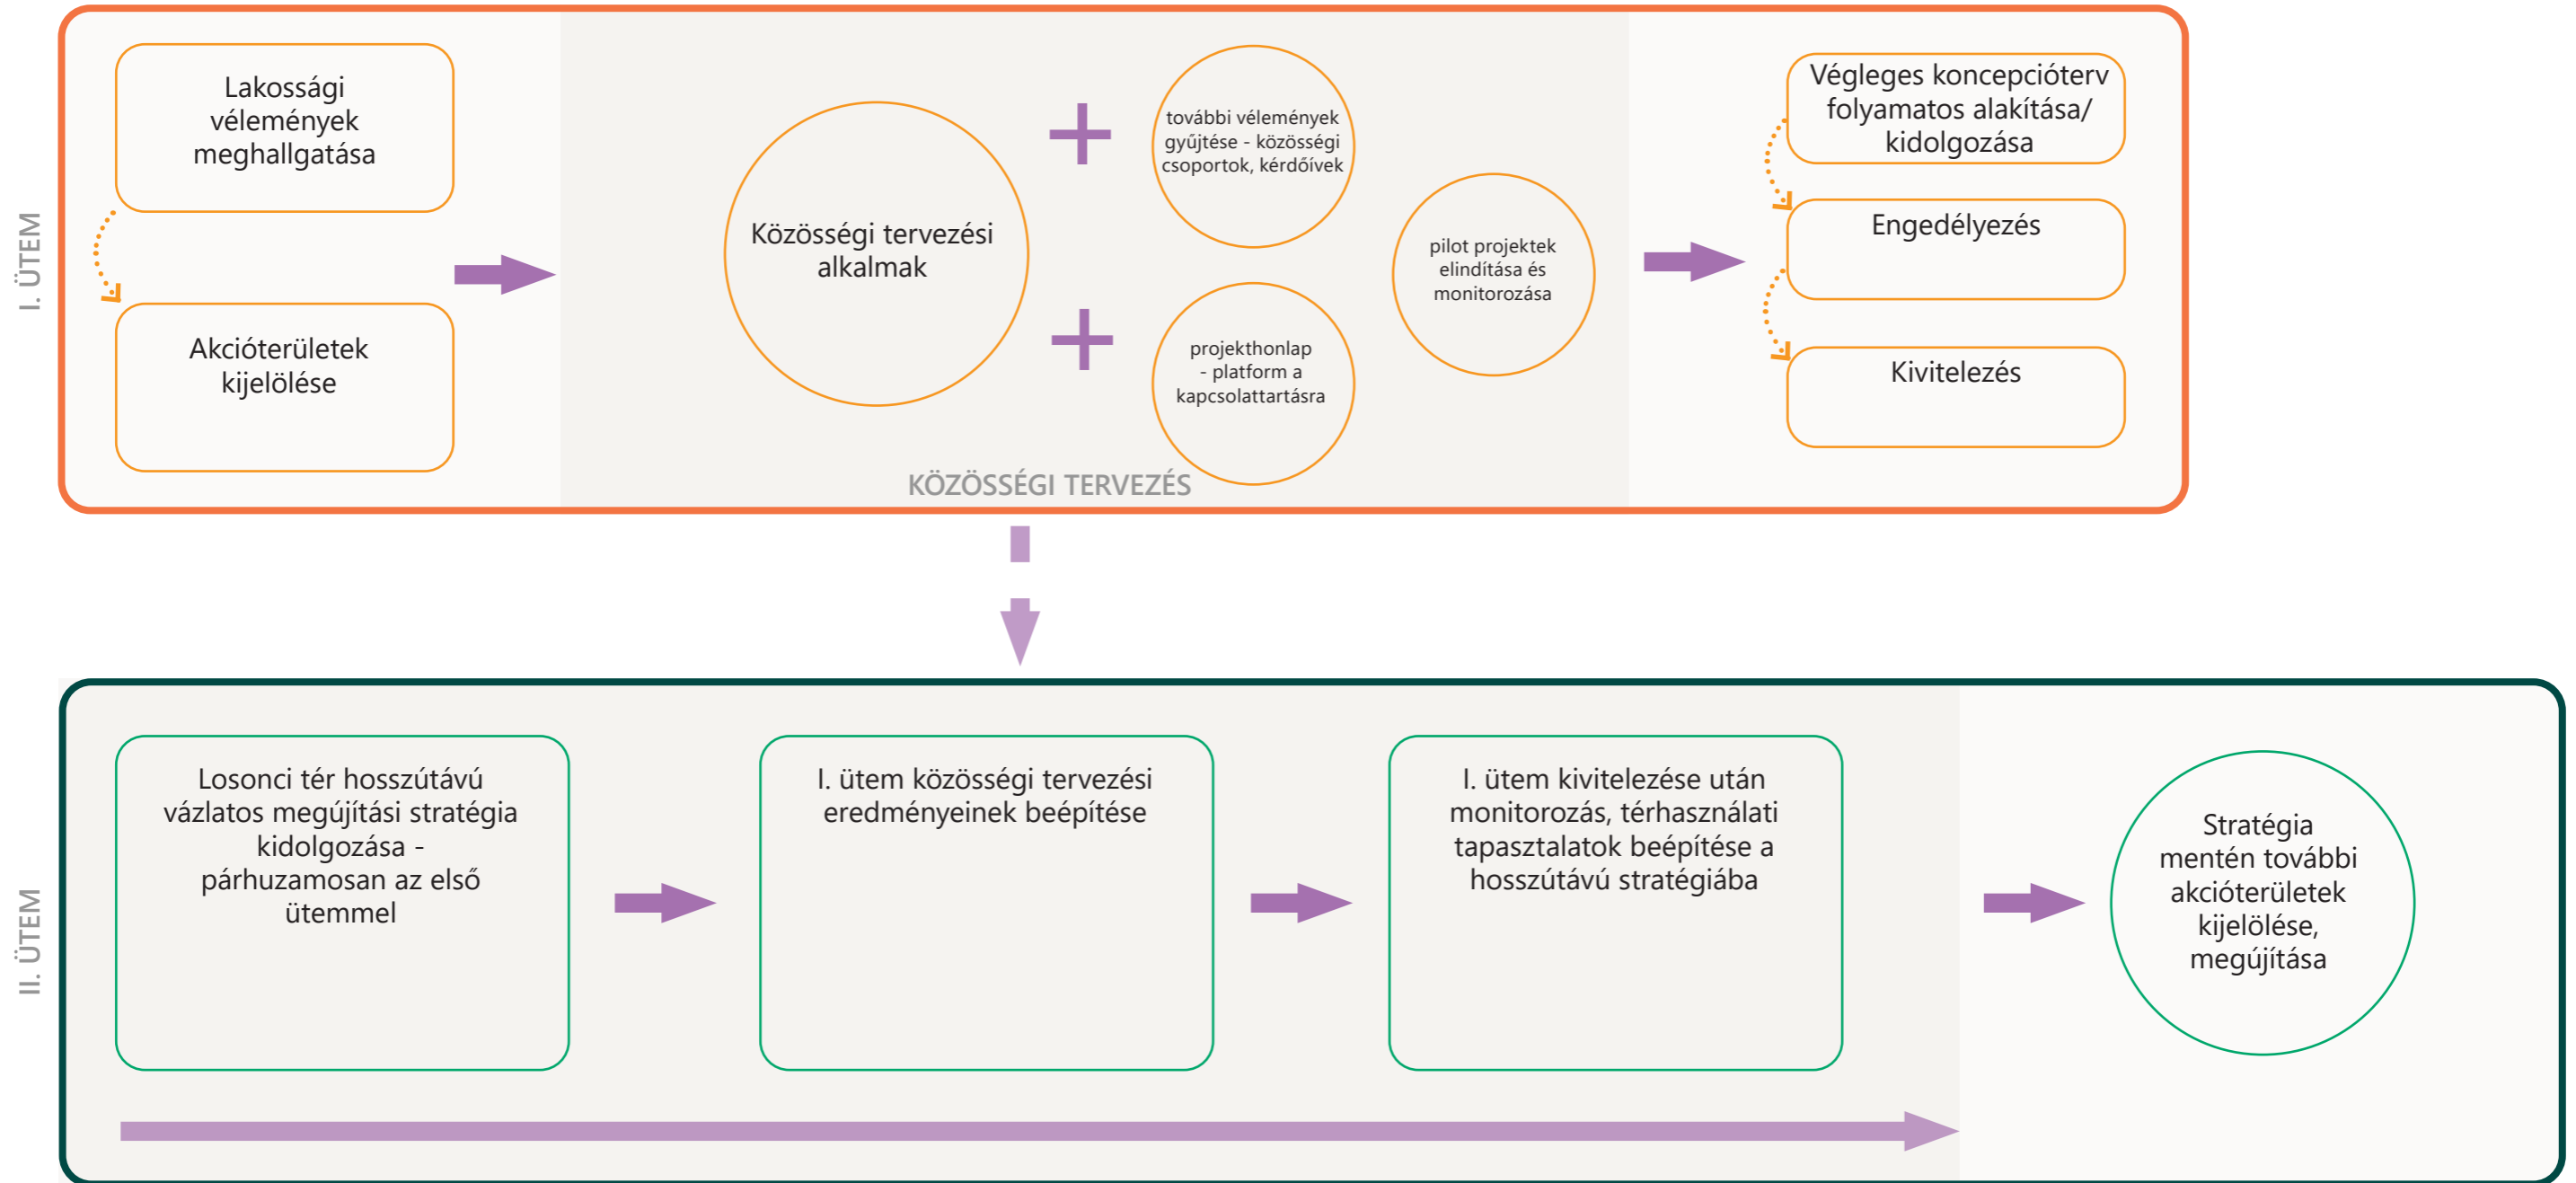 I. ÜTEM
Lakossági
vélemények
meghallgatása
Akcióterületek
kijelölése
Közösségi tervezési
alkalmak
további vélemények
gyűjtése - közösségi
csoportok, kérdőívek
projekthonlap
- platform a
kapcsolattartásra
pilot projektek
elindítása és
monitorozása
KÖZÖSSÉGI TERVEZÉS
Végleges koncepcióterv
folyamatos alakítása/
kidolgozása
Engedélyezés
Kivitelezés
II. ÜTEM
Losonci tér hosszútávú
vázlatos megújítási stratégia
kidolgozása -
párhuzamosan az első
ütemmel
I. ütem közösségi tervezési
eredményeinek beépítése
I. ütem kivitelezése után
monitorozás, térhasználati
tapasztalatok beépítése a
hosszútávú stratégiába
Stratégia
mentén további
akcióterületek
kijelölése,
megújítása